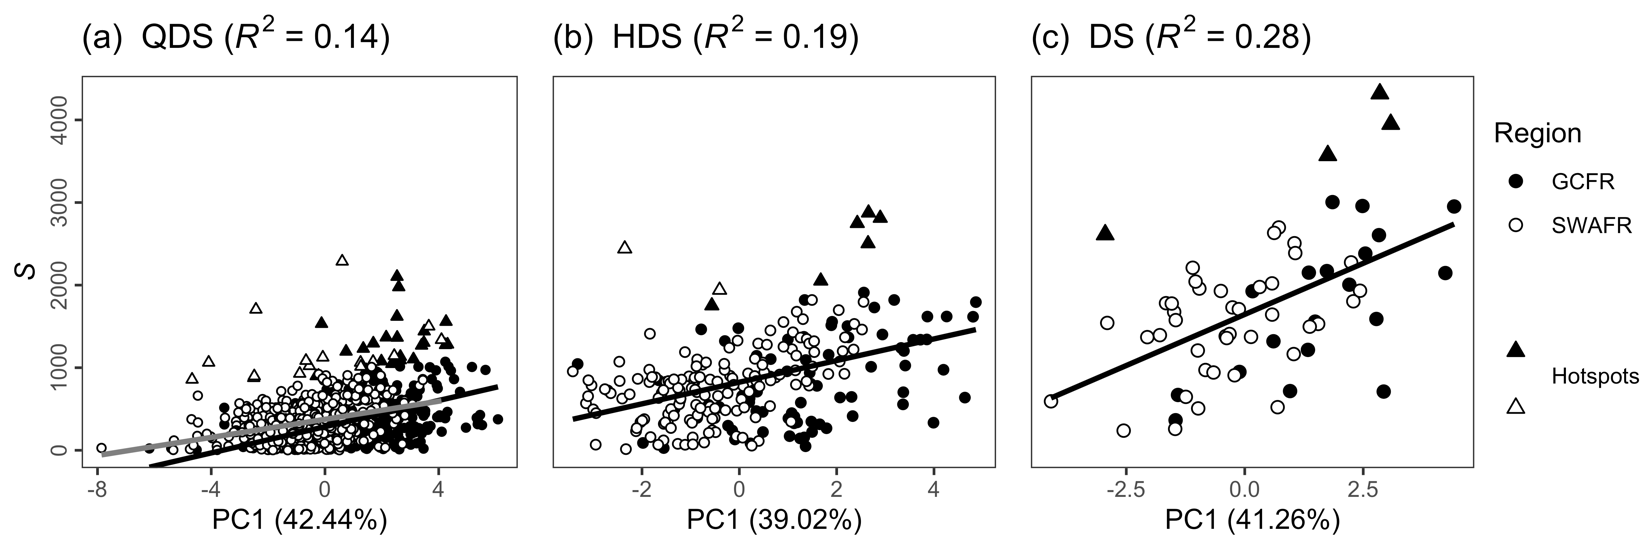 (a) QDS (R² = 0.14)
(b) HDS (R² = 0.19)
(c) DS (R² = 0.28)
S
4000
3000
2000
1000
0
-8 -4 0 4
-2 0 2 4
-2.5 0.0 2.5
PC1 (42.44%)
PC1 (39.02%)
PC1 (41.26%)
Region
GCFR
SWAFR
Hotspots